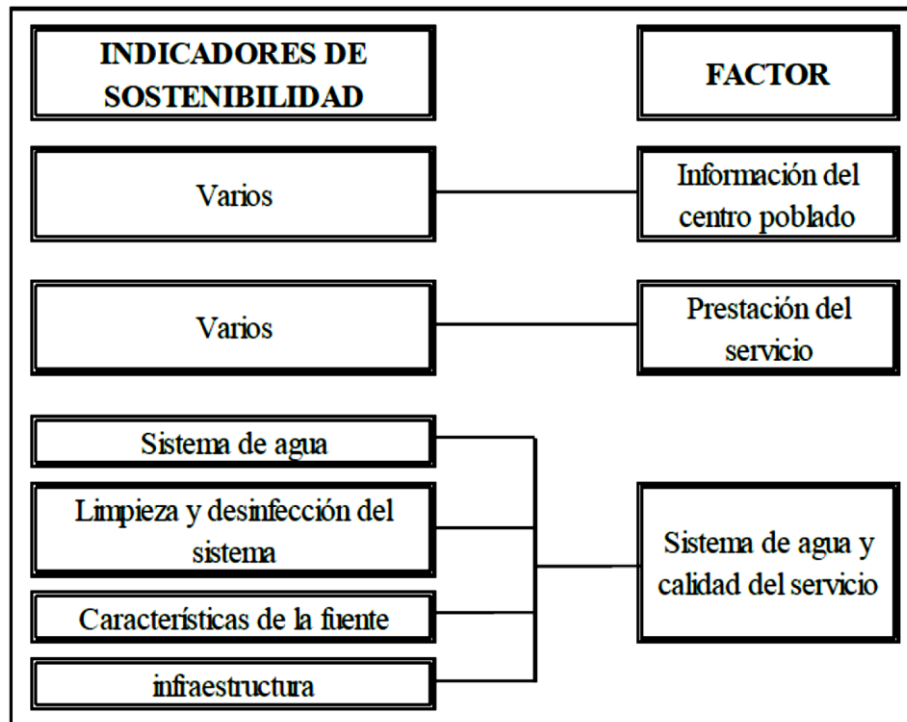 INDICADORES DE
SOSTENIBILIDAD
FACTOR
Varios
Información del
centro poblado
Varios
Prestación del
servicio
Sistema de agua
Limpieza y desinfección del
sistema
Características de la fuente
infraestructura
Sistema de agua y
calidad del servicio